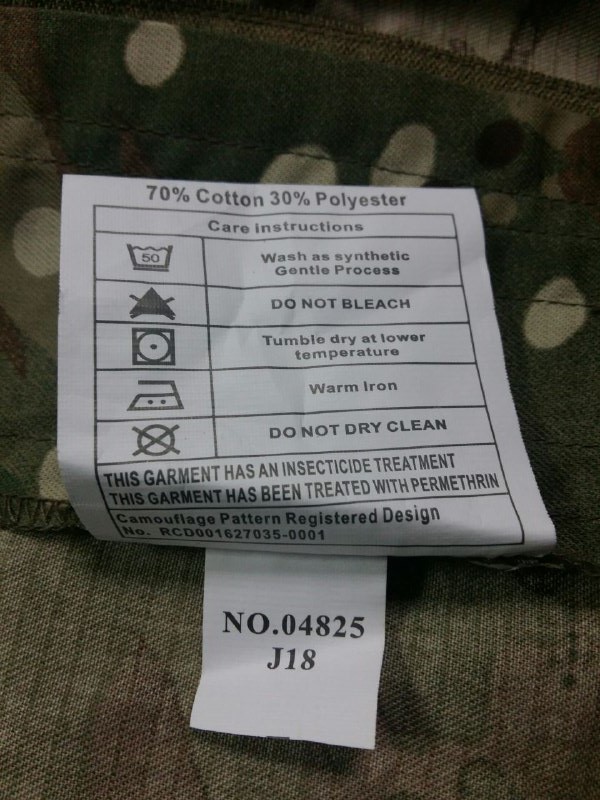 70% Cotton 30% Polyester
Care instructions
50
Wash as synthetic
Gentle Process
DO NOT BLEACH
Tumble dry at lower
temperature
Warm Iron
DO NOT DRY CLEAN
THIS GARMENT HAS AN INSECTICIDE TREATMENT
THIS GARMENT HAS BEEN TREATED WITH PERMETHRIN
Camouflage Pattern Registered Design
No. RCD001627035-0001
NO.04825
J18